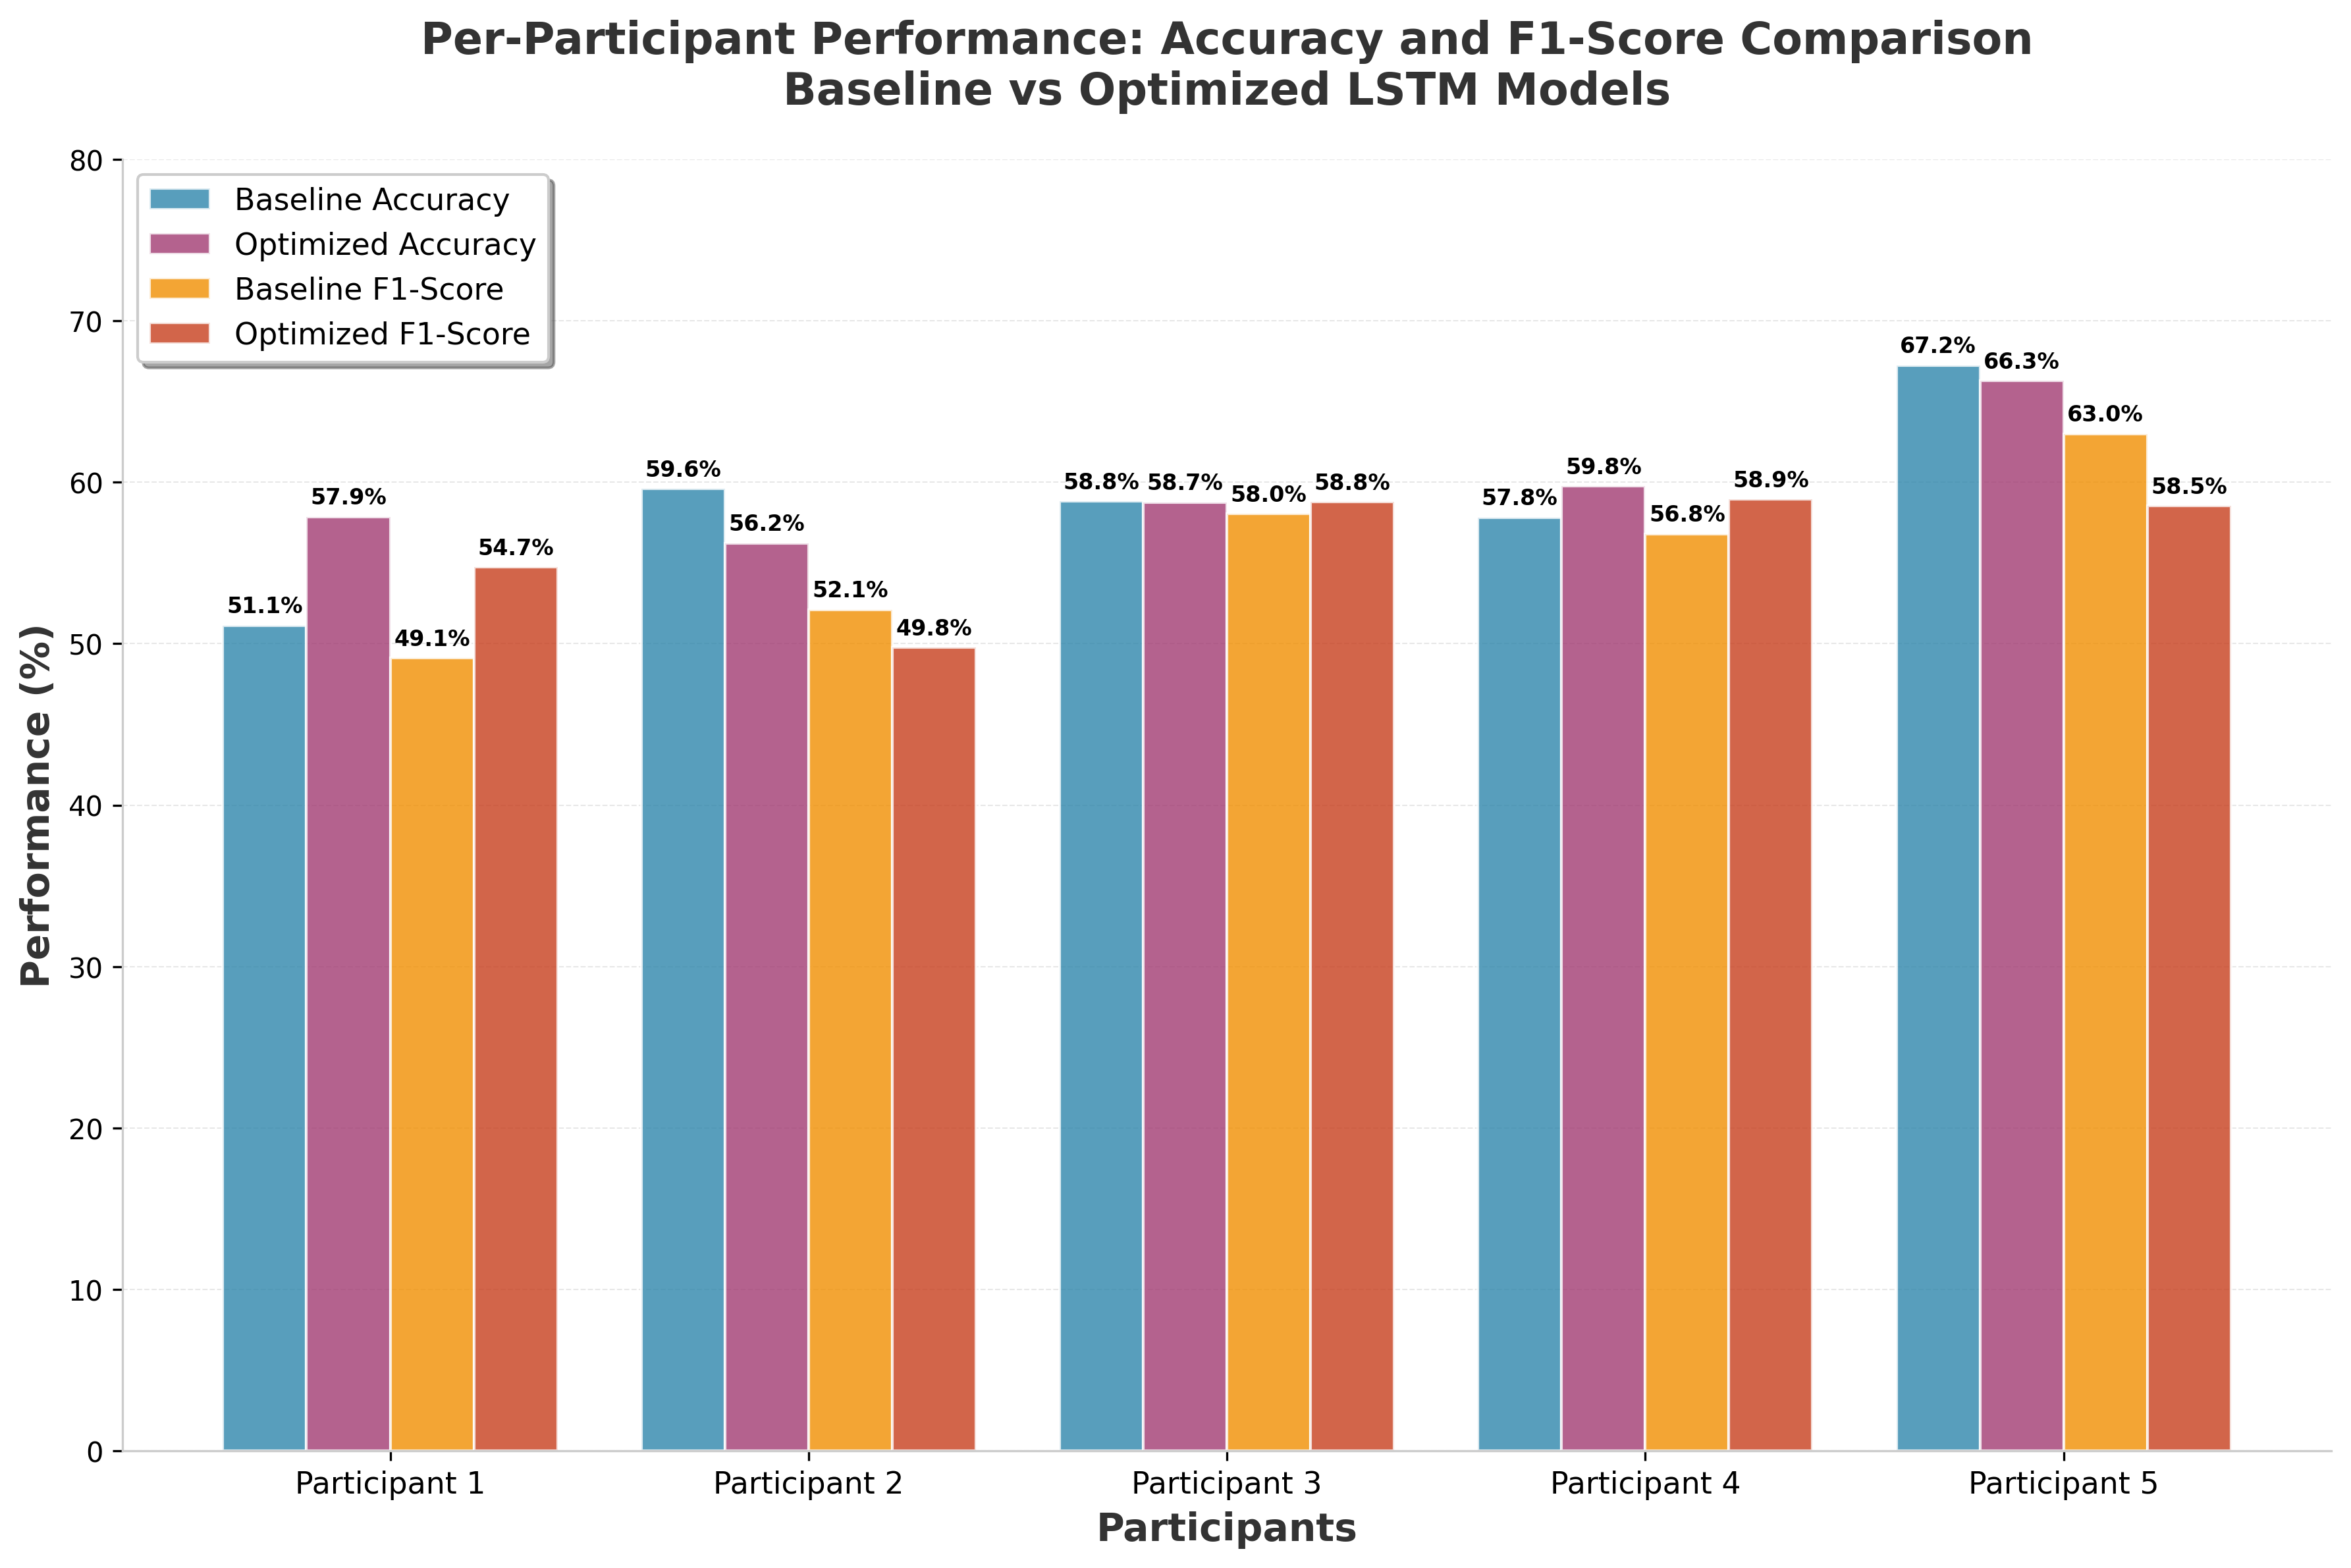 Per-Participant Performance: Accuracy and F1-Score Comparison
Baseline vs Optimized LSTM Models
Baseline Accuracy
Optimized Accuracy
Baseline F1-Score
Optimized F1-Score
Performance (%)
80
70
60
50
40
30
20
10
0
51.1%
57.9%
49.1%
54.7%
59.6%
56.2%
52.1%
49.8%
58.8%
58.7%
58.0%
58.8%
57.8%
59.8%
56.8%
58.9%
67.2%
66.3%
63.0%
58.5%
Participant 1
Participant 2
Participant 3
Participant 4
Participant 5
Participants